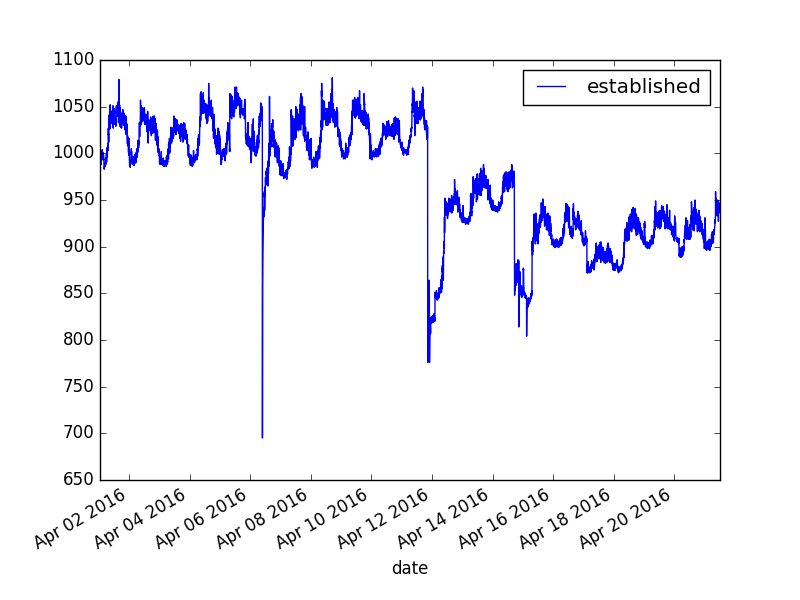 1100
1050
1000
950
900
850
800
750
700
650
established
Apr 02 2016
Apr 04 2016
Apr 06 2016
Apr 08 2016
Apr 10 2016
Apr 12 2016
Apr 14 2016
Apr 16 2016
Apr 18 2016
Apr 20 2016
date